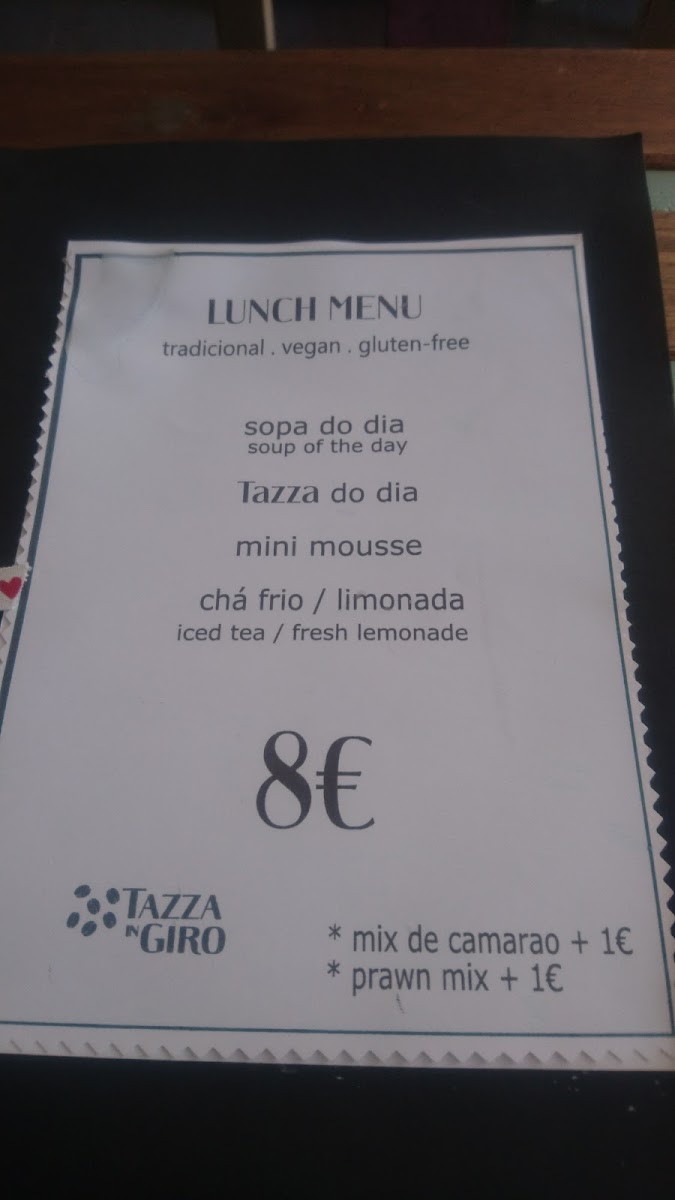 LUNCH MENU
tradicional . vegan . gluten-free
sopa do dia
soup of the day
Tazza do dia
mini mousse
chá frio / limonada
iced tea / fresh lemonade
8€
TAZZA
IN GIRO
* mix de camarao + 1€
* prawn mix + 1€